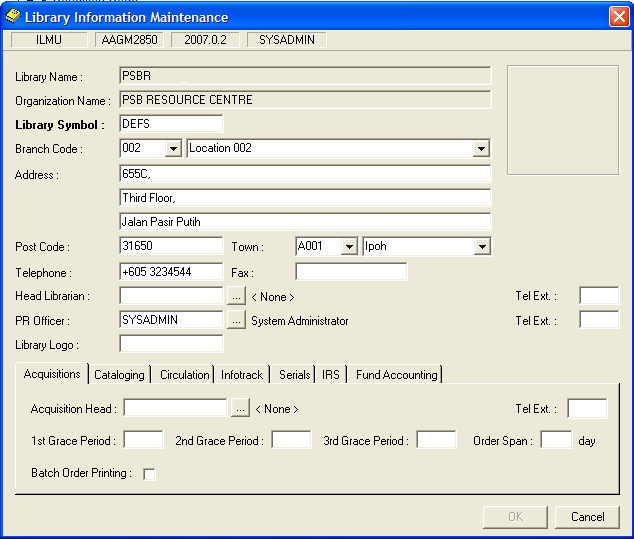 Library Information Maintenance
ILMU AAGM2850 2007.0.2 SYSADMIN
Library Name : PSBR
Organization Name : PSB RESOURCE CENTRE
Library Symbol : DEFS
Branch Code : 002 Location 002
Address : 655C,
Third Floor,
Jalan Pasir Putih
Post Code : 31650 Town : A001 Ipoh
Telephone : +605 3234544 Fax :
Head Librarian : ... < None > Tel Ext. :
PR Officer : SYSADMIN ... System Administrator Tel Ext. :
Library Logo :
Acquisitions Cataloging Circulation Infotrack Serials IRS Fund Accounting
Acquisition Head : ... < None > Tel Ext. :
1st Grace Period : 2nd Grace Period : 3rd Grace Period : Order Span : day
Batch Order Printing :
OK Cancel